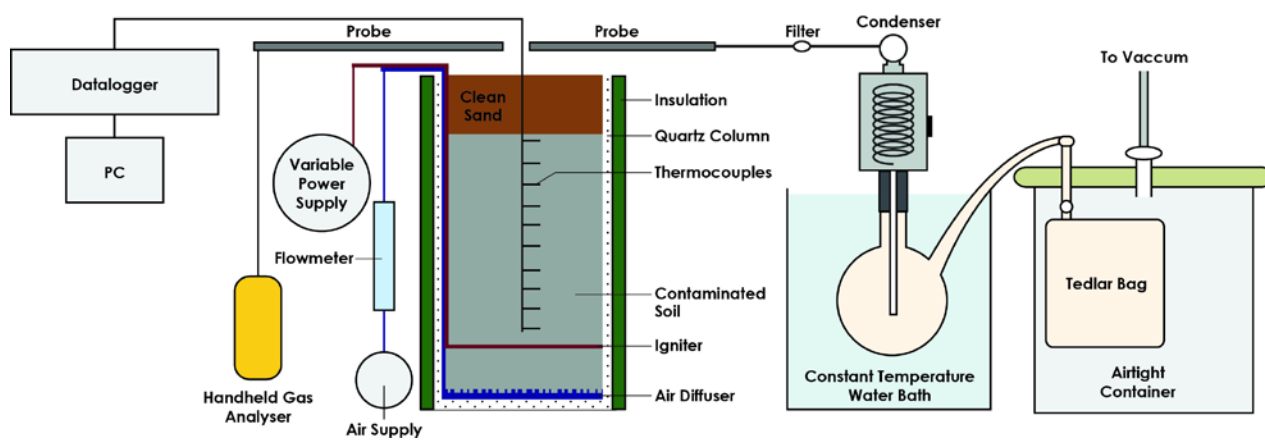 Condenser
Probe
Probe
Filter
To Vaccum
Datalogger
Clean
Sand
Insulation
Quartz Column
PC
Variable
Power
Supply
Thermocouples
Flowmeter
Contaminated
Soil
Tedlar Bag
Igniter
Handheld Gas
Analyser
Air Supply
Air Diffuser
Constant Temperature
Water Bath
Airtight
Container